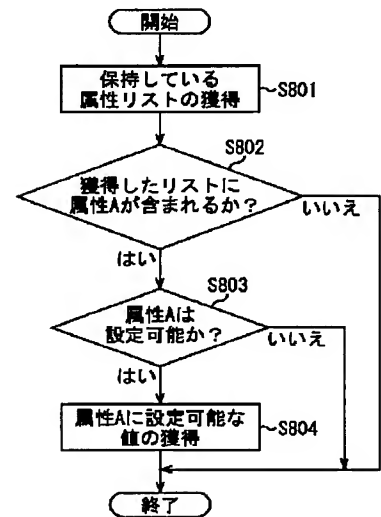 開始
保持している
属性リストの獲得
S801
S802
獲得したリストに
属性Aが含まれるか？
いいえ
はい
S803
属性Aは
設定可能か？
いいえ
はい
属性Aに設定可能な
値の獲得
S804
終了